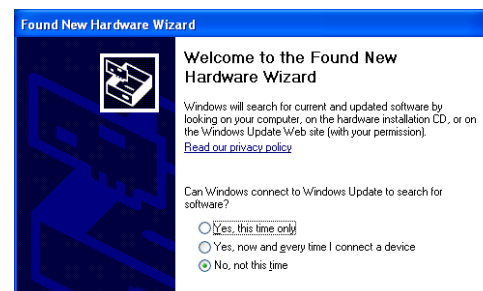 Found New Hardware Wizard
Welcome to the Found New
Hardware Wizard
Windows will search for current and updated software by
looking on your computer, on the hardware installation CD, or on
the Windows Update Web site (with your permission).
Read our privacy policy
Can Windows connect to Windows Update to search for
software?
Yes, this time only
Yes, now and every time I connect a device
No, not this time